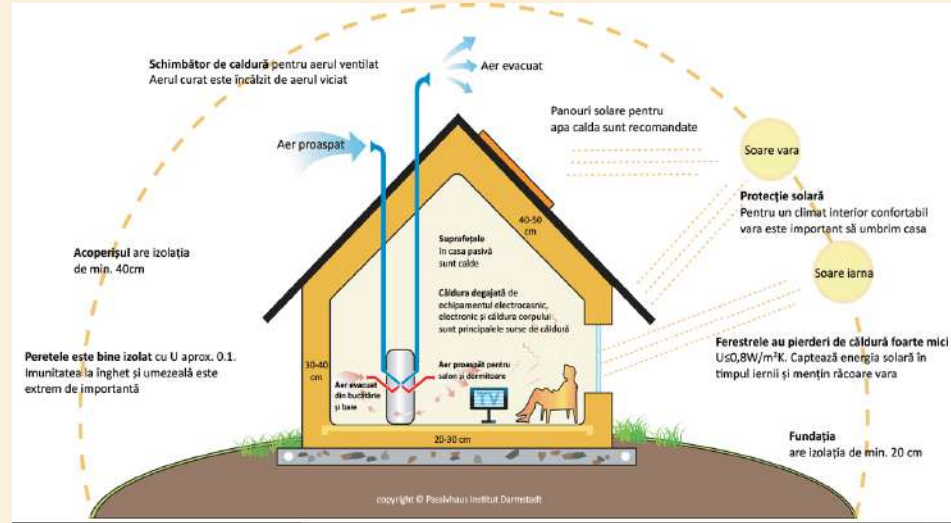 Schimbător de caldură pentru aerul ventilat
Aerul curat este încălzit de aerul viciat
Aer evacuat
Aer proaspat
Panouri solare pentru
apa calda sunt recomandate
Soare vara
Protecție solară
Pentru un climat interior confortabil
vara este important să umbrim casa
40-50
cm
Suprafețele
în casa pasivă
sunt calde
Acoperișul are izolația
de min. 40cm
Soare iarna
Căldura degajată de
echipamentul electrocasnic,
electronic și căldura corpului
sunt principalele surse de căldură
Ferestrele au pierderi de căldură foarte mici
U≤0,8W/m²K. Captează energia solară în
timpul iernii și mențin răcoare vara
Peretele este bine izolat cu U aprox. 0.1.
Imunitatea la îngheț și umezeală este
extrem de importantă
30-40
cm
Aer evacuat
din bucătărie
și baie
Aer proaspăt pentru
salon și dormitoare
TV
20-30 cm
Fundația
are izolația de min. 20 cm
copyright © Passivhaus Institut Darmstadt